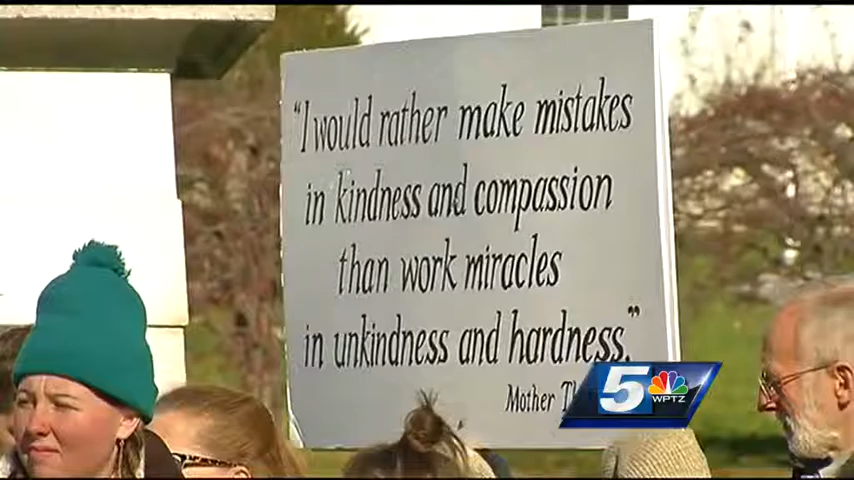 "I would rather make mistakes
in kindness and compassion
than work miracles
in unkindness and hardness."
Mother
5
WPTZ